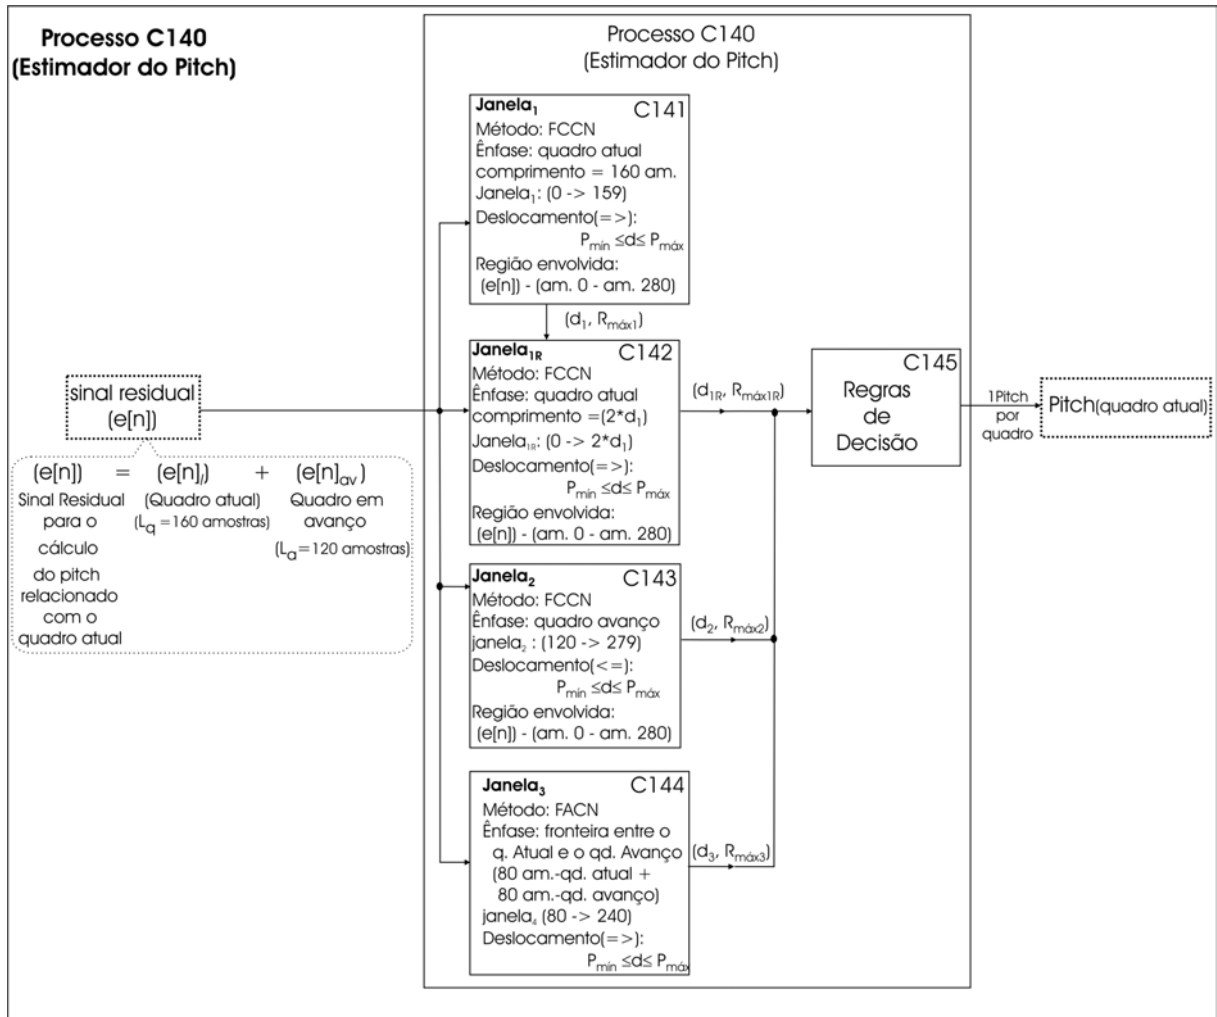 Processo C140
(Estimador do Pitch)
Processo C140
(Estimador do Pitch)
Janela₁ C141
Método: FCCN
Ênfase: quadro atual
comprimento = 160 am.
Janela₁: (0 -> 159)
Deslocamento(=>):
Pmín ≤d≤ Pmáx
Região envolvida:
(e[n]) - (am. 0 - am. 280)
(d₁, Rmáx1)
Janela1R C142
Método: FCCN
Ênfase: quadro atual
comprimento =(2*d₁)
Janela1R: (0 -> 2*d₁)
Deslocamento(=>):
Pmín ≤d≤ Pmáx
Região envolvida:
(e[n]) - (am. 0 - am. 280)
(d1R, Rmáx1R)
Janela₂ C143
Método: FCCN
Ênfase: quadro avanço
janela₂ : (120 -> 279)
Deslocamento(<=):
Pmín ≤d≤ Pmáx
Região envolvida:
(e[n]) - (am. 0 - am. 280)
(d₂, Rmáx2)
Janela₃ C144
Método: FACN
Ênfase: fronteira entre o
q. Atual e o qd. Avanço
(80 am.-qd. atual +
80 am.-qd. avanço)
janela₄ (80 -> 240)
Deslocamento(=>):
Pmín ≤d≤ Pmáx
(d₃, Rmáx3)
C145
Regras
de
Decisão
1Pitch
por
quadro
Pitch(quadro atual)
sinal residual
(e[n])
(e[n]) = (e[n]ᵢ) + (e[n]av)
Sinal Residual
para o
cálculo
do pitch
relacionado
com o
quadro atual
(Quadro atual)
(Lq =160 amostras)
Quadro em
avanço
(La=120 amostras)